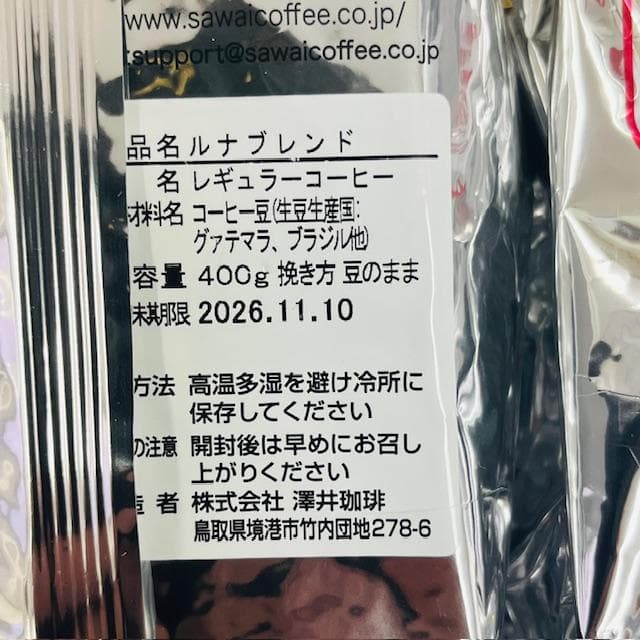 www.sawaicoffee.co.jp/
support@sawaicoffee.co.jp
品名 ルナブレンド
名 レギュラーコーヒー
材料名 コーヒー豆(生豆生産国:
グァテマラ、ブラジル他)
容量 400g 挽き方 豆のまま
味期限 2026.11.10
方法 高温多湿を避け冷所に
保存してください
の注意 開封後は早めにお召し
上がりください
造者 株式会社 澤井珈琲
鳥取県境港市竹内団地278-6